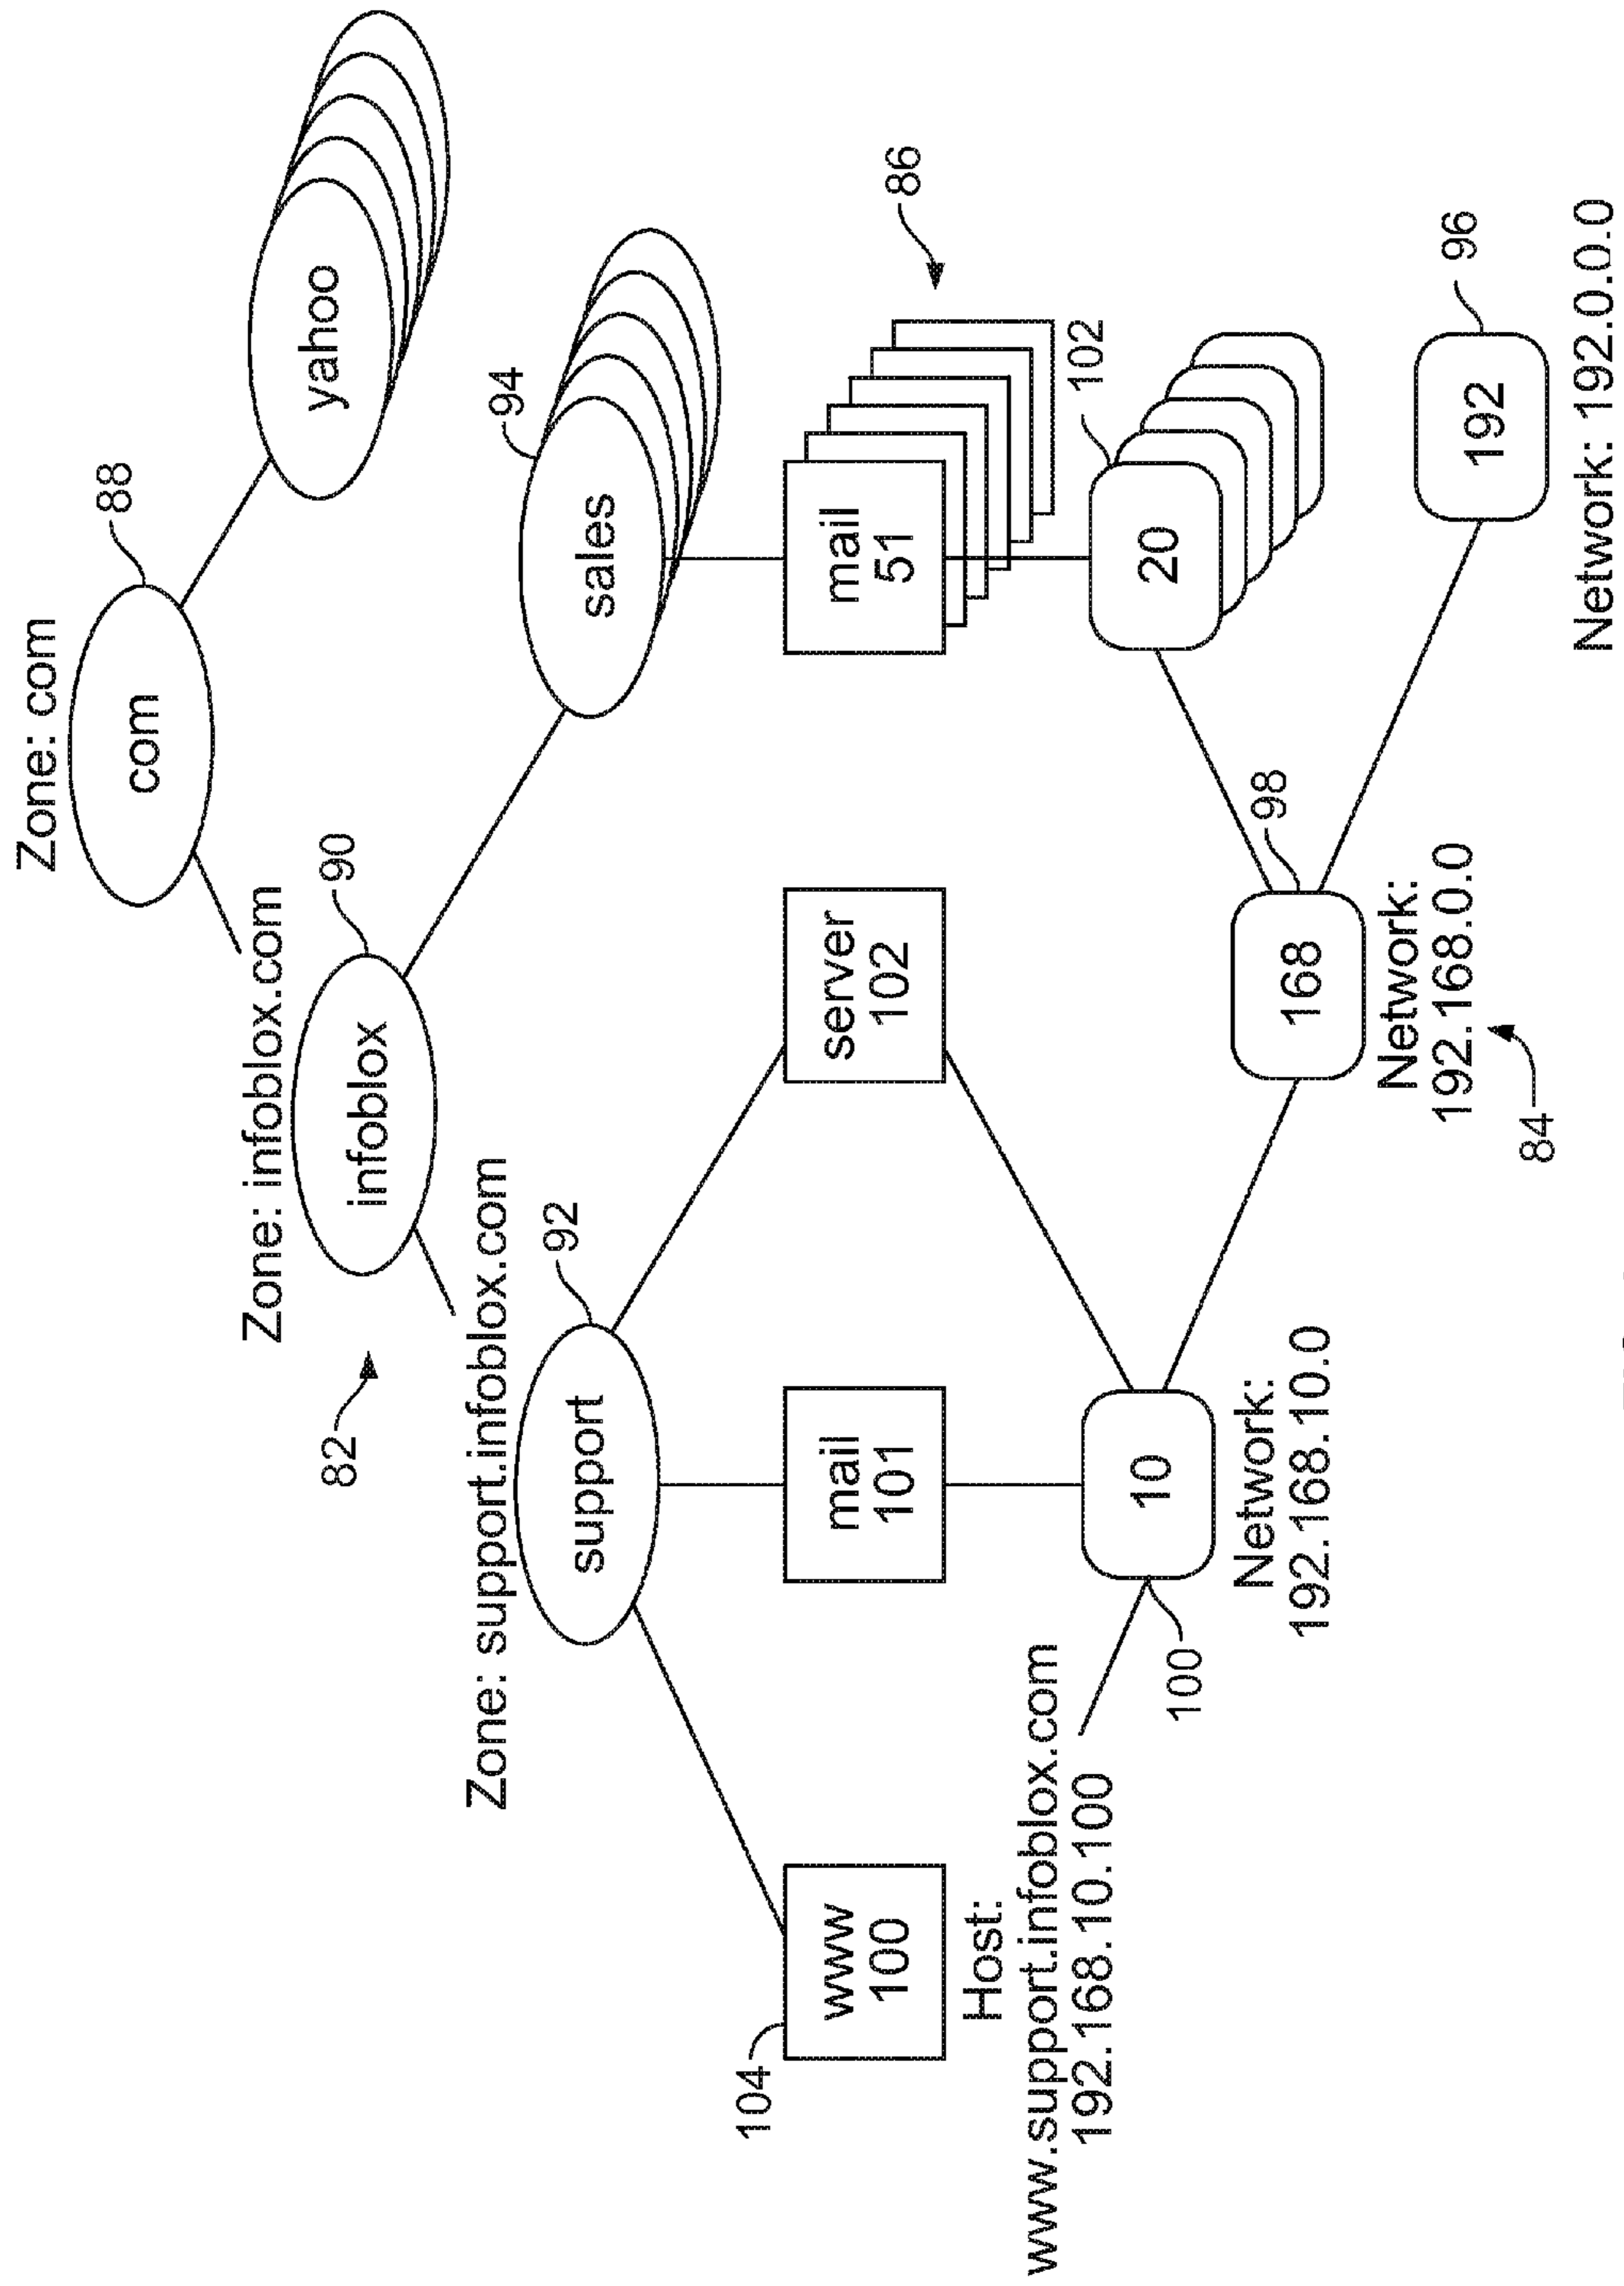 Zone: com
com
88
yahoo
Zone: infoblox.com
infoblox
90
82
sales
94
Zone: support.infoblox.com
support
92
www
100
104
mail
101
server
102
mail
51
86
Host:
www.support.infoblox.com
192.168.10.100
10
100
Network:
192.168.10.0
20
102
168
98
Network:
192.168.0.0
84
192
96
Network: 192.0.0.0